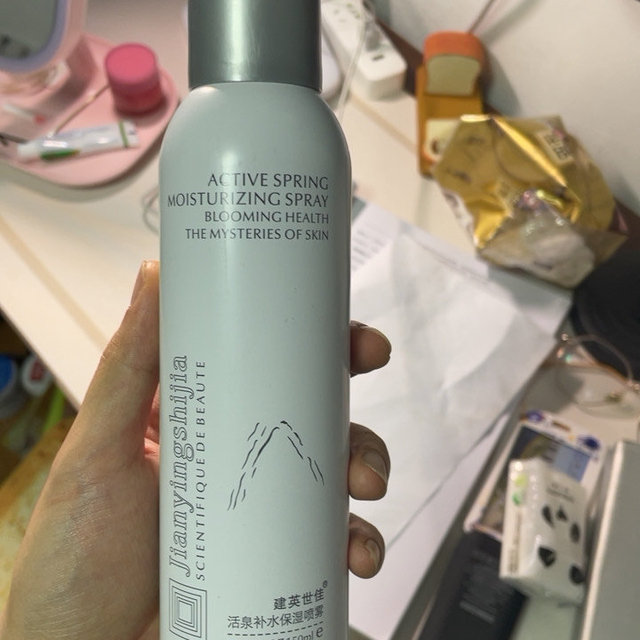 ACTIVE SPRING
MOISTURIZING SPRAY
BLOOMING HEALTH
THE MYSTERIES OF SKIN
Jianyingshijia
SCIENTIFIQUE DE BEAUTE
建英世佳®
活泉补水保湿喷雾
150ml e